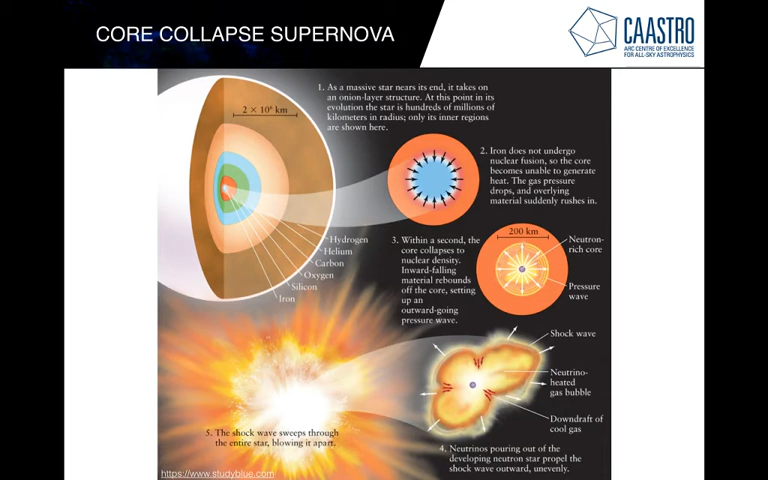 CORE COLLAPSE SUPERNOVA
CAASTRO
ARC CENTRE OF EXCELLENCE
FOR ALL-SKY ASTROPHYSICS
1. As a massive star nears its end, it takes on
an onion-layer structure. At this point in its
evolution the star is hundreds of millions of
kilometers in radius; only its inner regions
are shown here.
2. Iron does not undergo
nuclear fusion, so the core
becomes unable to generate
heat. The gas pressure
drops, and overlying
material suddenly rushes in.
Hydrogen
Helium
Carbon
Oxygen
Silicon
Iron
3. Within a second, the
core collapses to
nuclear density.
Inward-falling
material rebounds
off the core, setting
up an
outward-going
pressure wave.
200 km
Neutron-
rich core
Pressure
wave
Shock wave
Neutrino-
heated
gas bubble
Downdraft of
cool gas
4. Neutrinos pouring out of the
developing neutron star propel the
shock wave outward, unevenly.
5. The shock wave sweeps through
the entire star, blowing it apart.
https://www.studyblue.com